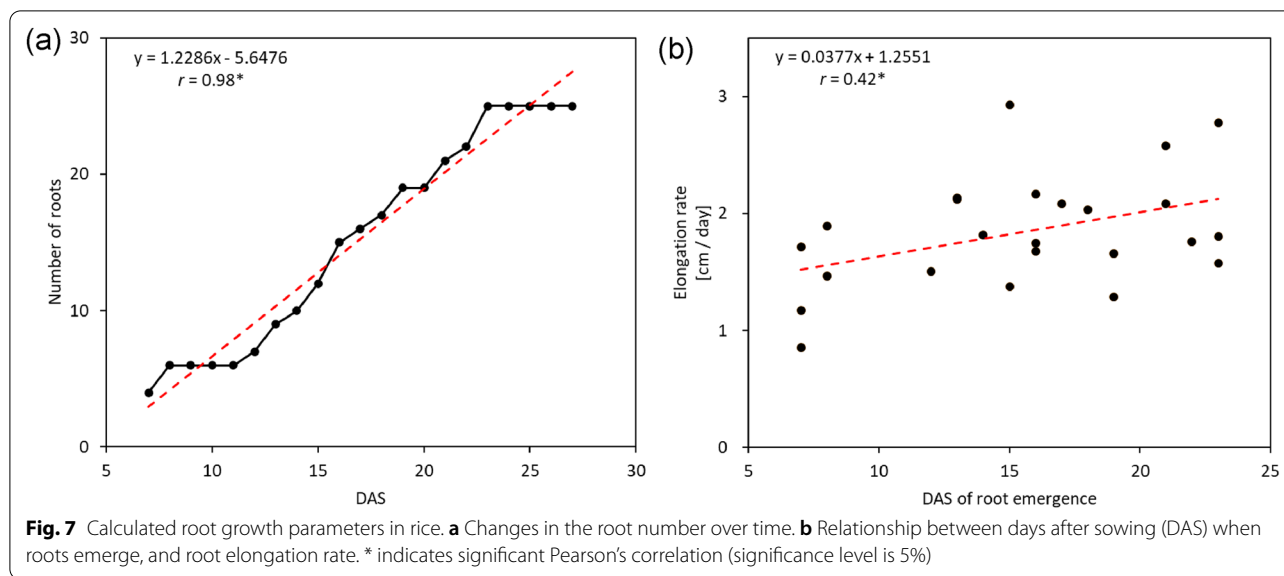 (a)
y = 1.2286x - 5.6476
r = 0.98*
30
20
10
0
Number of roots
5 10 15 20 25 30
DAS
(b)
y = 0.0377x + 1.2551
r = 0.42*
3
2
1
0
Elongation rate
[cm / day]
5 10 15 20 25
DAS of root emergence
Fig. 7 Calculated root growth parameters in rice. a Changes in the root number over time. b Relationship between days after sowing (DAS) when
roots emerge, and root elongation rate. * indicates significant Pearson's correlation (significance level is 5%)